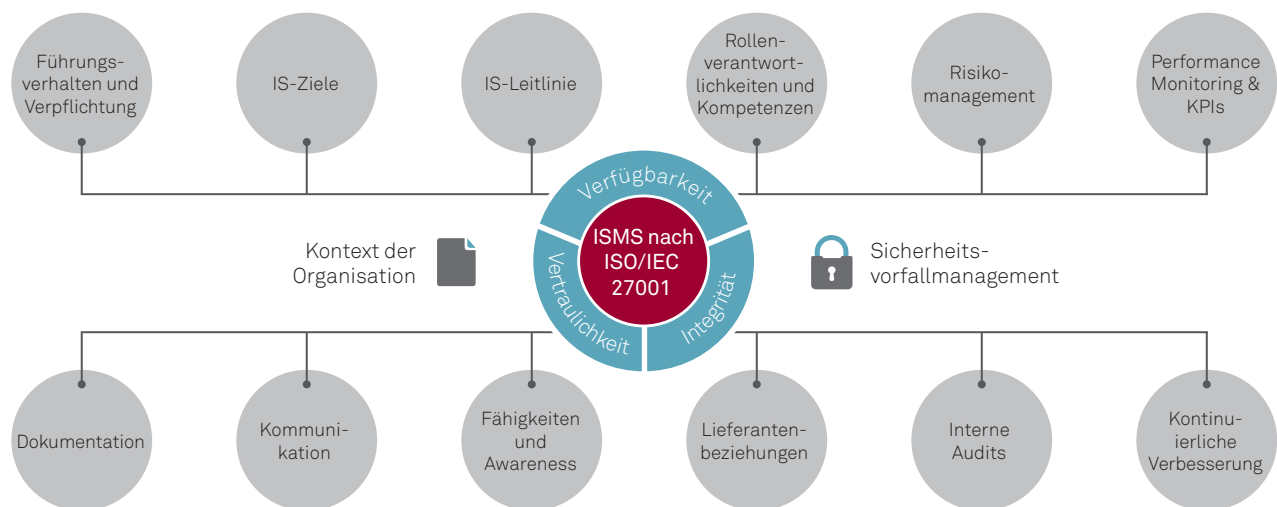 Führungs-
verhalten und
Verpflichtung
IS-Ziele
IS-Leitlinie
Rollen-
verantwort-
lichkeiten und
Kompetenzen
Risiko-
management
Performance
Monitoring &
KPIs
Kontext der
Organisation
Verfügbarkeit
Vertraulichkeit
Integrität
ISMS nach
ISO/IEC
27001
Sicherheits-
vorfallmanagement
Dokumentation
Kommuni-
kation
Fähigkeiten
und
Awareness
Lieferanten-
beziehungen
Interne
Audits
Kontinu-
ierliche
Verbesserung